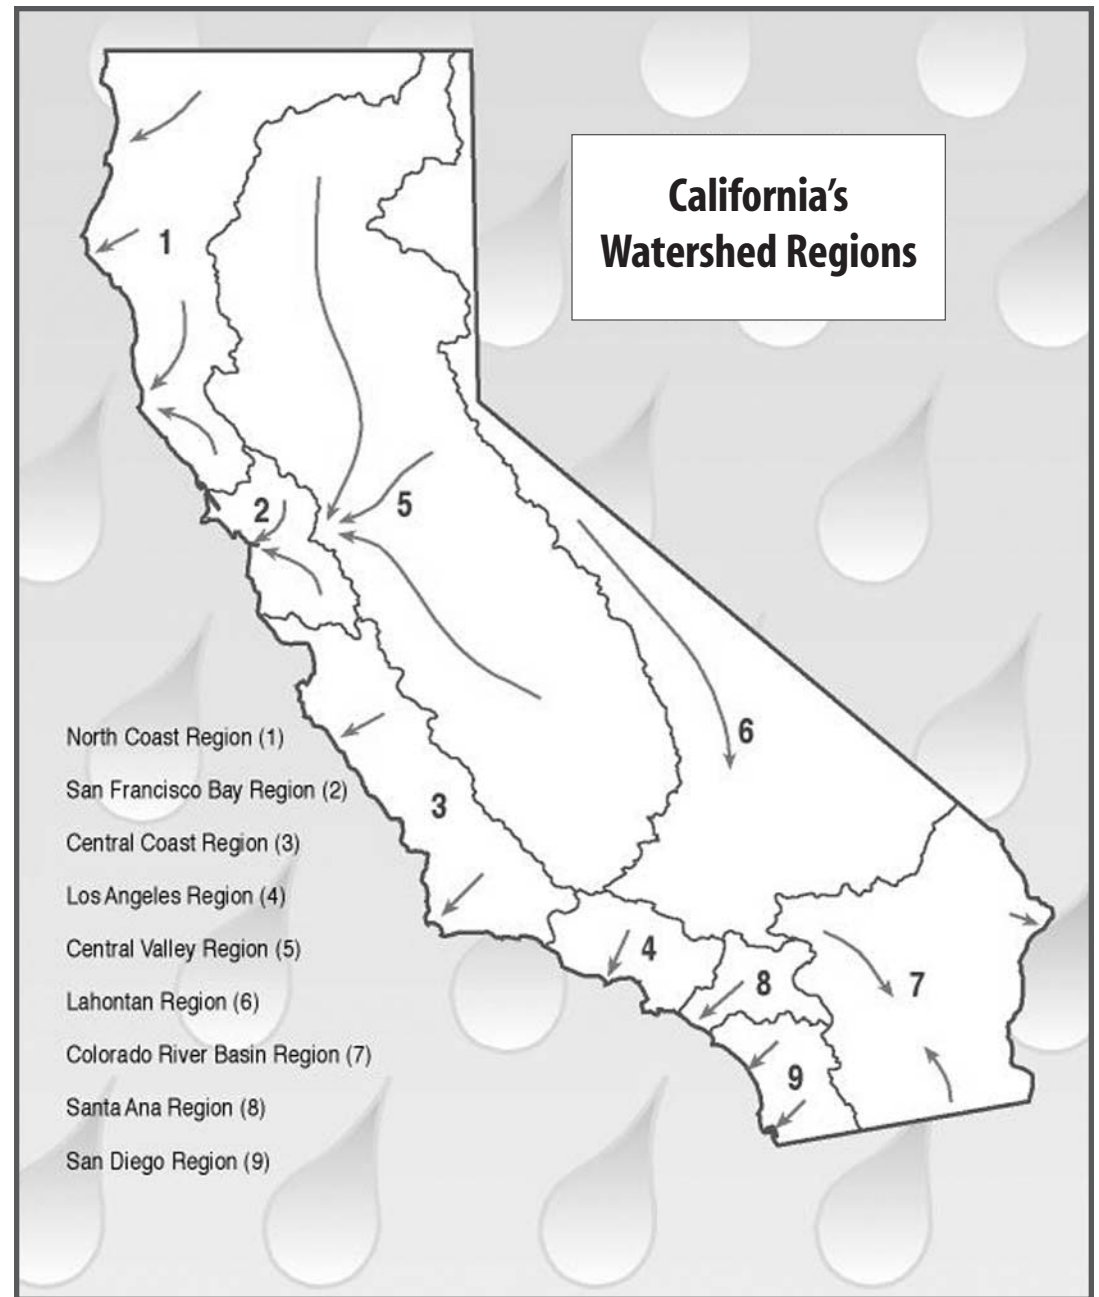 California’s
Watershed Regions
1
2
5
6
3
4
8
7
9
North Coast Region (1)
San Francisco Bay Region (2)
Central Coast Region (3)
Los Angeles Region (4)
Central Valley Region (5)
Lahontan Region (6)
Colorado River Basin Region (7)
Santa Ana Region (8)
San Diego Region (9)